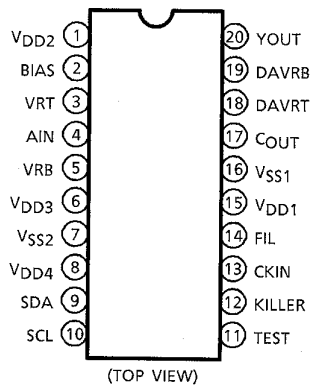 VDD2 1 20 YOUT
BIAS 2 19 DAVRB
VRT 3 18 DAVRT
AIN 4 17 COUT
VRB 5 16 VSS1
VDD3 6 15 VDD1
VSS2 7 14 FIL
VDD4 8 13 CKIN
SDA 9 12 KILLER
SCL 10 11 TEST
(TOP VIEW)